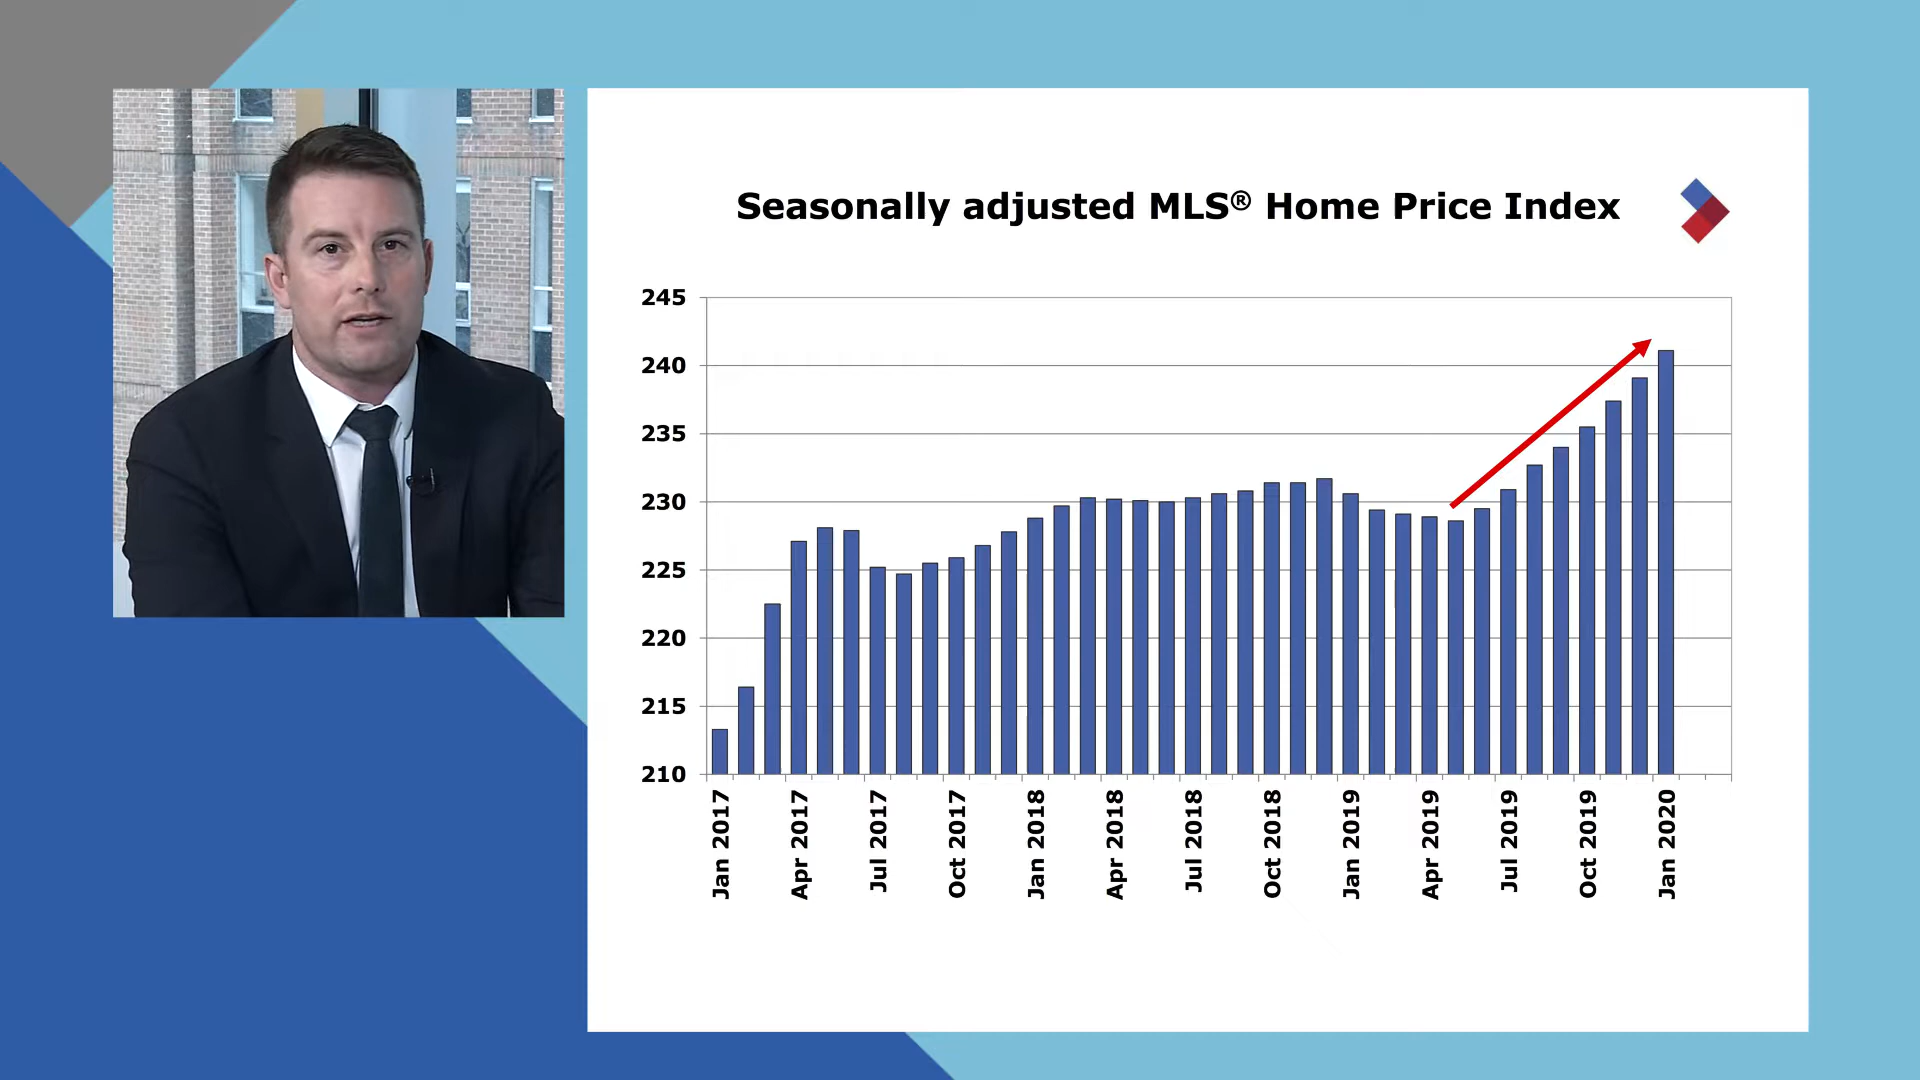 Seasonally adjusted MLS® Home Price Index
245
240
235
230
225
220
215
210
Jan 2017
Apr 2017
Jul 2017
Oct 2017
Jan 2018
Apr 2018
Jul 2018
Oct 2018
Jan 2019
Apr 2019
Jul 2019
Oct 2019
Jan 2020